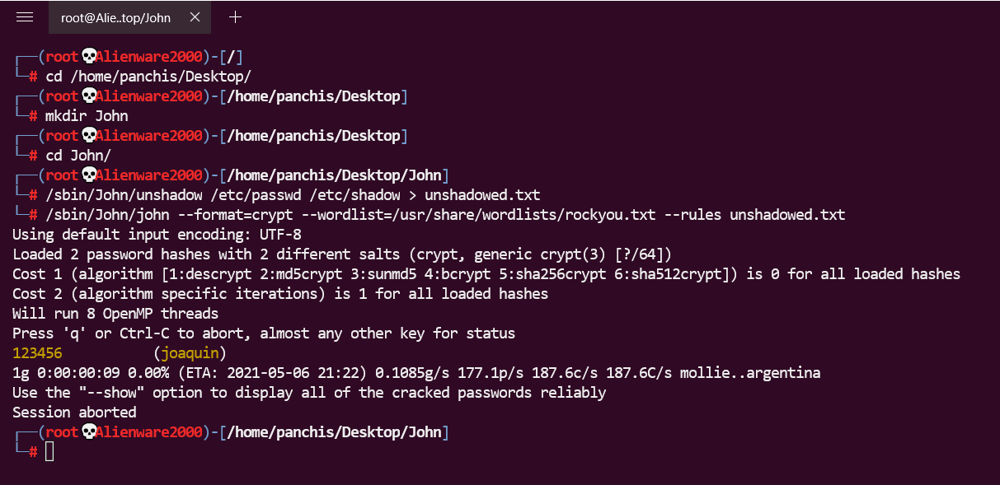 root@Alie..top/John
┌──(root💀Alienware2000)-[/]
└─# cd /home/panchis/Desktop/
┌──(root💀Alienware2000)-[/home/panchis/Desktop]
└─# mkdir John
┌──(root💀Alienware2000)-[/home/panchis/Desktop]
└─# cd John/
┌──(root💀Alienware2000)-[/home/panchis/Desktop/John]
└─# /sbin/John/unshadow /etc/passwd /etc/shadow > unshadowed.txt
└─# /sbin/John/john --format=crypt --wordlist=/usr/share/wordlists/rockyou.txt --rules unshadowed.txt
Using default input encoding: UTF-8
Loaded 2 password hashes with 2 different salts (crypt, generic crypt(3) [?/64])
Cost 1 (algorithm [1:descrypt 2:md5crypt 3:sunmd5 4:bcrypt 5:sha256crypt 6:sha512crypt]) is 0 for all loaded hashes
Cost 2 (algorithm specific iterations) is 1 for all loaded hashes
Will run 8 OpenMP threads
Press 'q' or Ctrl-C to abort, almost any other key for status
123456           (joaquin)
1g 0:00:00:09 0.00% (ETA: 2021-05-06 21:22) 0.1085g/s 177.1p/s 187.6c/s 187.6C/s mollie..argentina
Use the "--show" option to display all of the cracked passwords reliably
Session aborted
┌──(root💀Alienware2000)-[/home/panchis/Desktop/John]
└─#